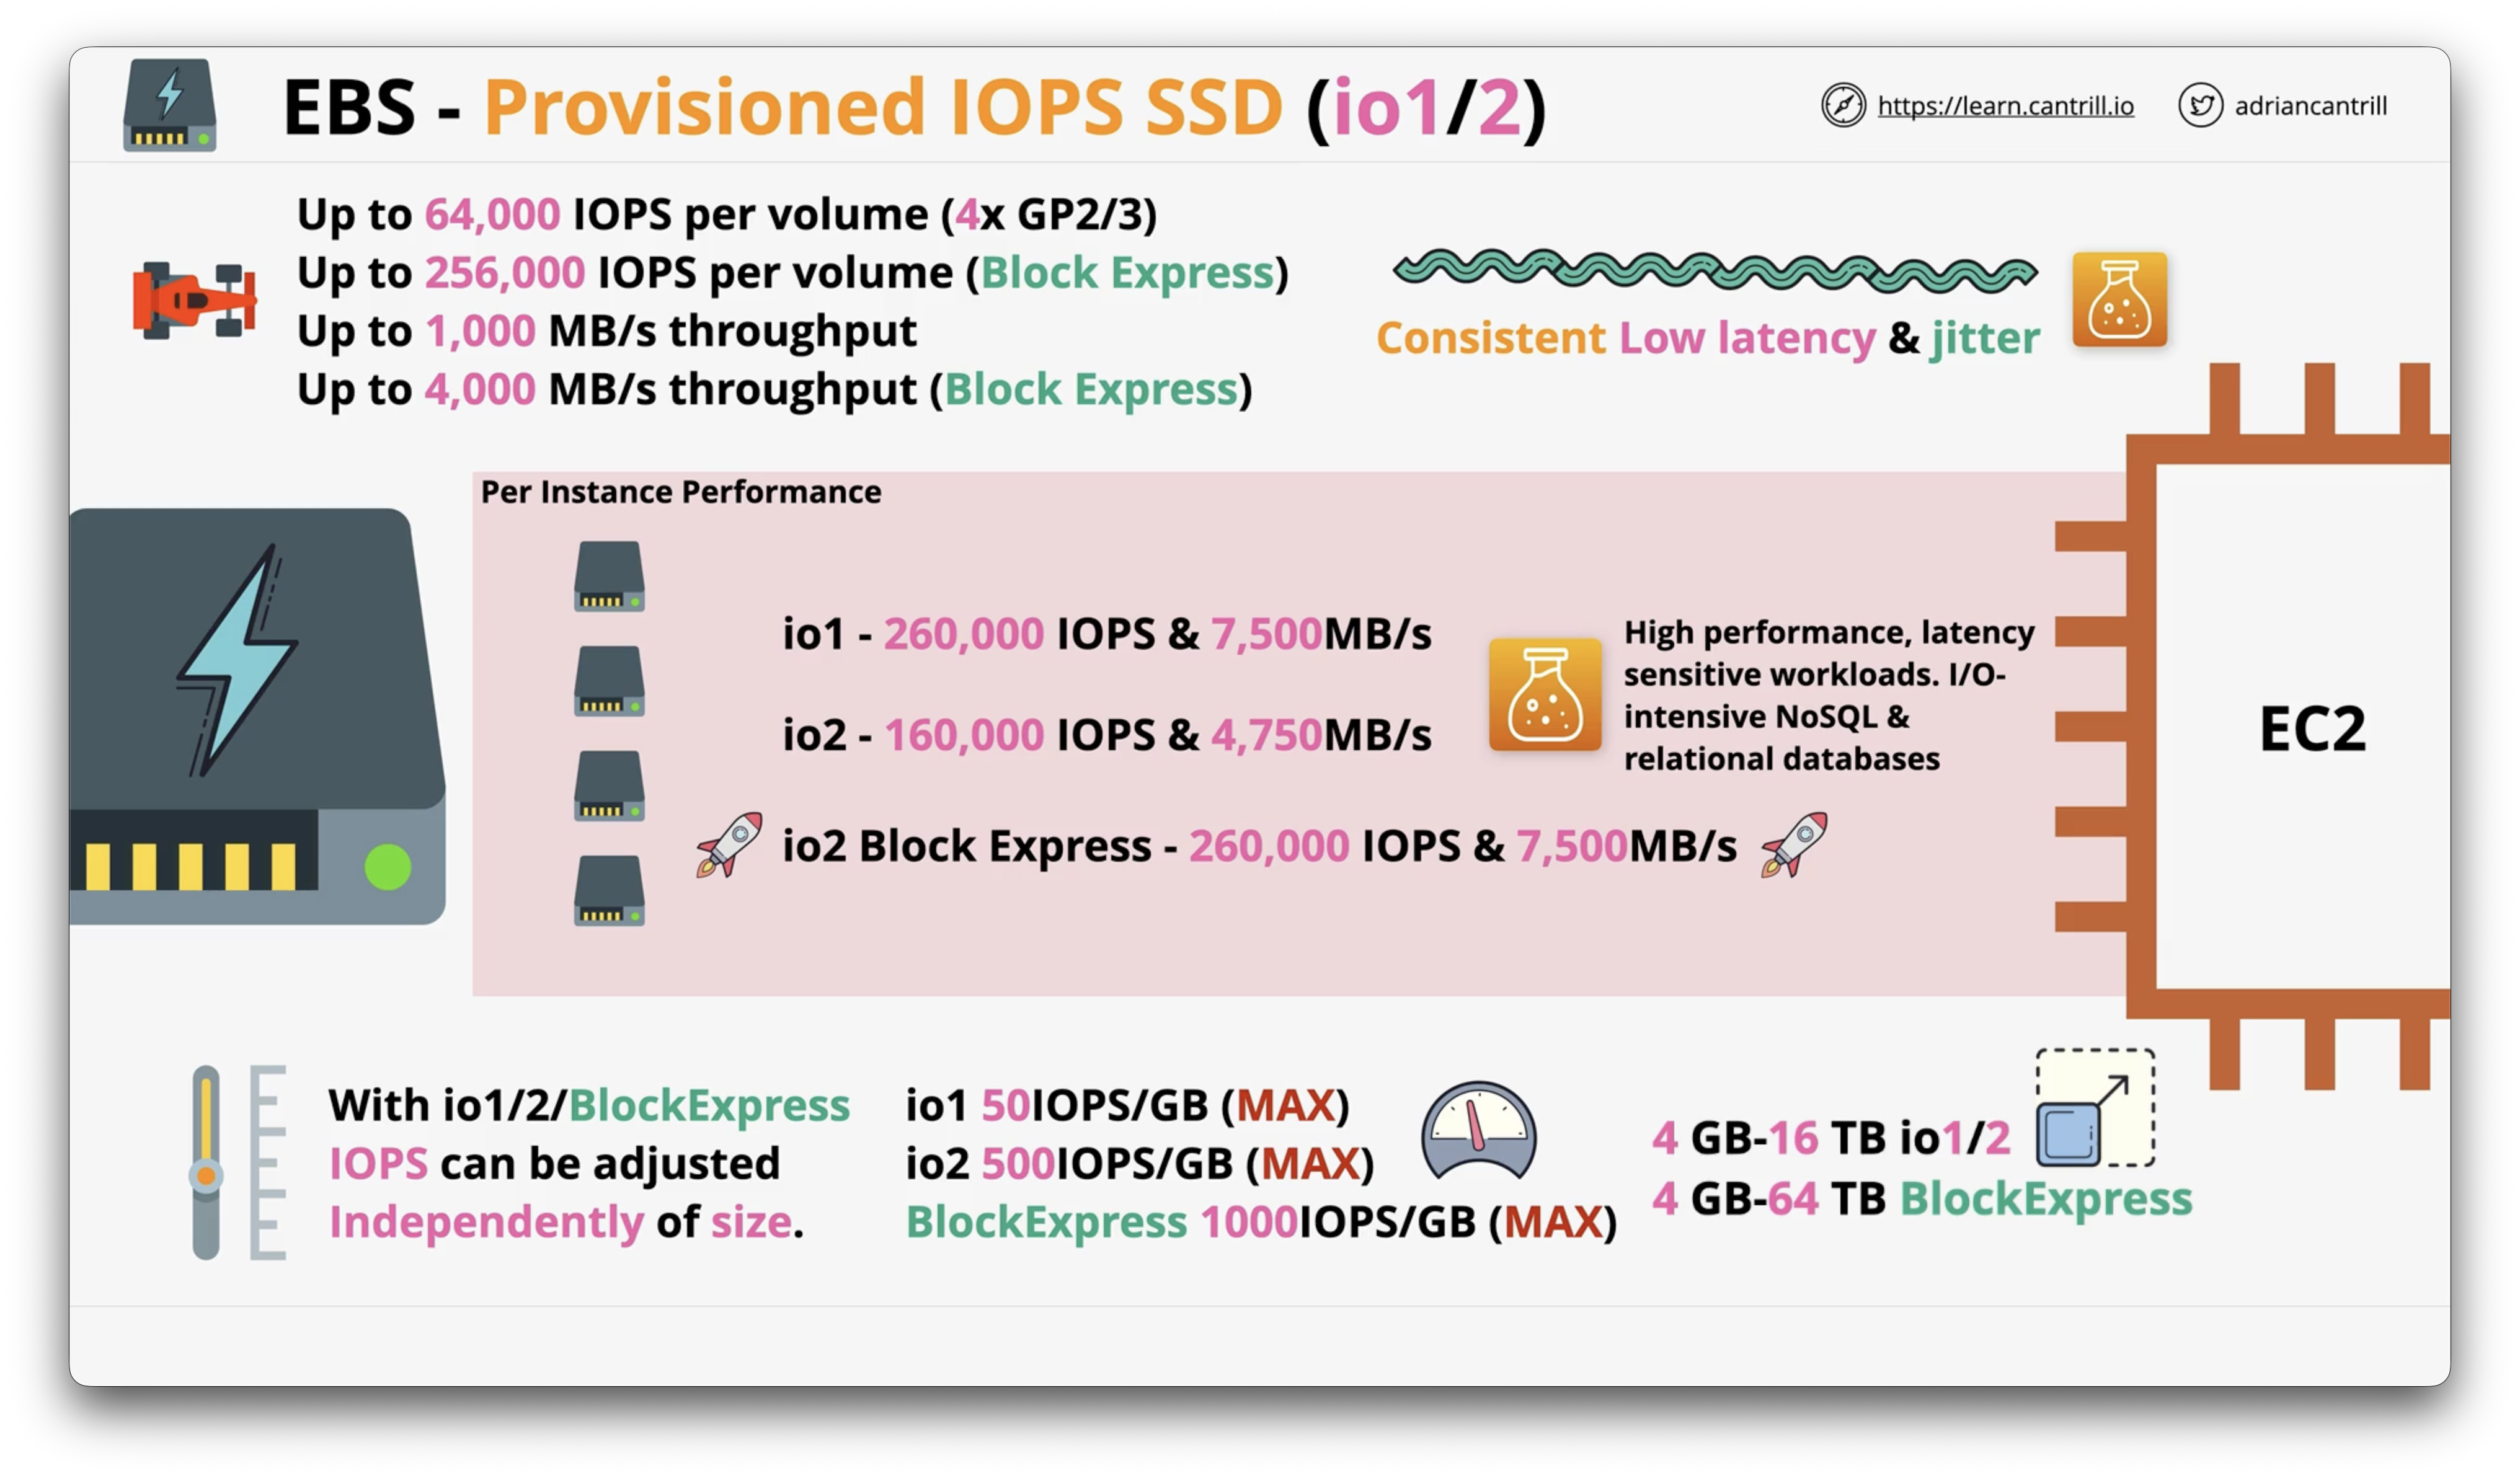 EBS - Provisioned IOPS SSD (io1/2)
https://learn.cantrill.io
adriancantrill
Up to 64,000 IOPS per volume (4x GP2/3)
Up to 256,000 IOPS per volume (Block Express)
Up to 1,000 MB/s throughput
Up to 4,000 MB/s throughput (Block Express)
Consistent Low latency & jitter
Per Instance Performance
io1 - 260,000 IOPS & 7,500MB/s
io2 - 160,000 IOPS & 4,750MB/s
io2 Block Express - 260,000 IOPS & 7,500MB/s
High performance, latency
sensitive workloads. I/O-
intensive NoSQL &
relational databases
EC2
With io1/2/BlockExpress
IOPS can be adjusted
Independently of size.
io1 50IOPS/GB (MAX)
io2 500IOPS/GB (MAX)
BlockExpress 1000IOPS/GB (MAX)
4 GB-16 TB io1/2
4 GB-64 TB BlockExpress